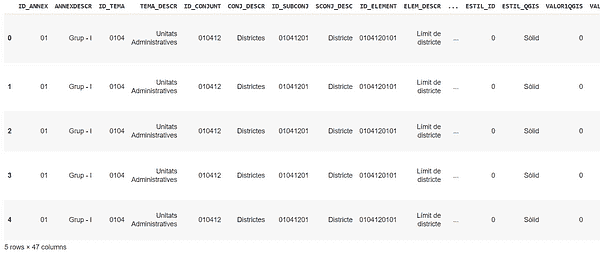 ID_ANNEX ANNEXDESCR ID_TEMA TEMA_DESCR ID_CONJUNT CONJ_DESCR ID_SUBCONJ SCONJ_DESC ID_ELEMENT ELEM_DESCR ... ESTIL_ID ESTIL_QGIS VALOR1QGIS VAL
0 01 Grup - I 0104 Unitats Administratives 010412 Districtes 01041201 Districte 0104120101 Límit de districte ... 0 Sòlid 0
1 01 Grup - I 0104 Unitats Administratives 010412 Districtes 01041201 Districte 0104120101 Límit de districte ... 0 Sòlid 0
2 01 Grup - I 0104 Unitats Administratives 010412 Districtes 01041201 Districte 0104120101 Límit de districte ... 0 Sòlid 0
3 01 Grup - I 0104 Unitats Administratives 010412 Districtes 01041201 Districte 0104120101 Límit de districte ... 0 Sòlid 0
4 01 Grup - I 0104 Unitats Administratives 010412 Districtes 01041201 Districte 0104120101 Límit de districte ... 0 Sòlid 0
5 rows × 47 columns